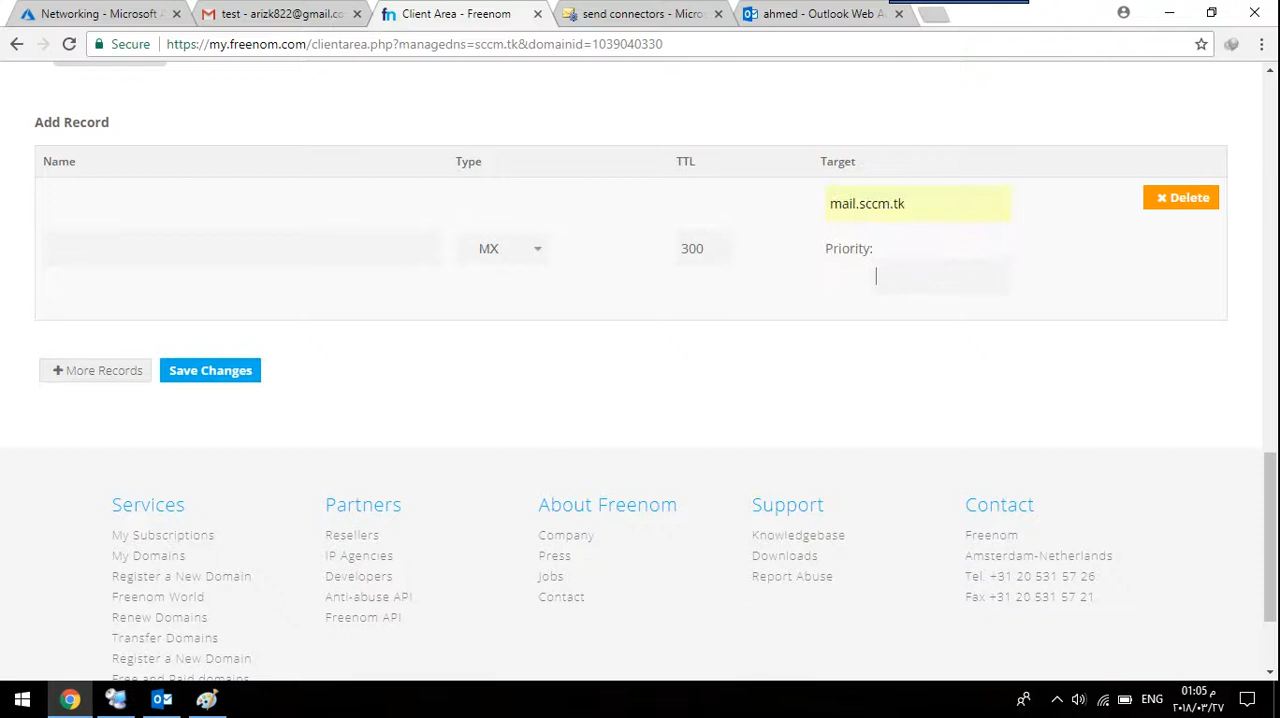 Networking - Microsoft A
test - arizk822@gmail.co
Client Area - Freenom
send connectors - Micros
ahmed - Outlook Web A
Secure
https://my.freenom.com/clientarea.php?managedns=sccm.tk&domainid=1039040330
Add Record
Name Type TTL Target
mail.sccm.tk
Delete
MX 300 Priority:
More Records
Save Changes
Services
My Subscriptions
My Domains
Register a New Domain
Freenom World
Renew Domains
Transfer Domains
Register a New Domain
Free and Paid domains
Partners
Resellers
IP Agencies
Developers
Anti-abuse API
Freenom API
About Freenom
Company
Press
Jobs
Contact
Support
Knowledgebase
Downloads
Report Abuse
Contact
Freenom
Amsterdam-Netherlands
Tel. +31 20 531 57 26
Fax +31 20 531 57 21
ENG
01:05 م
٢٠١٨/٠٣/٢٧